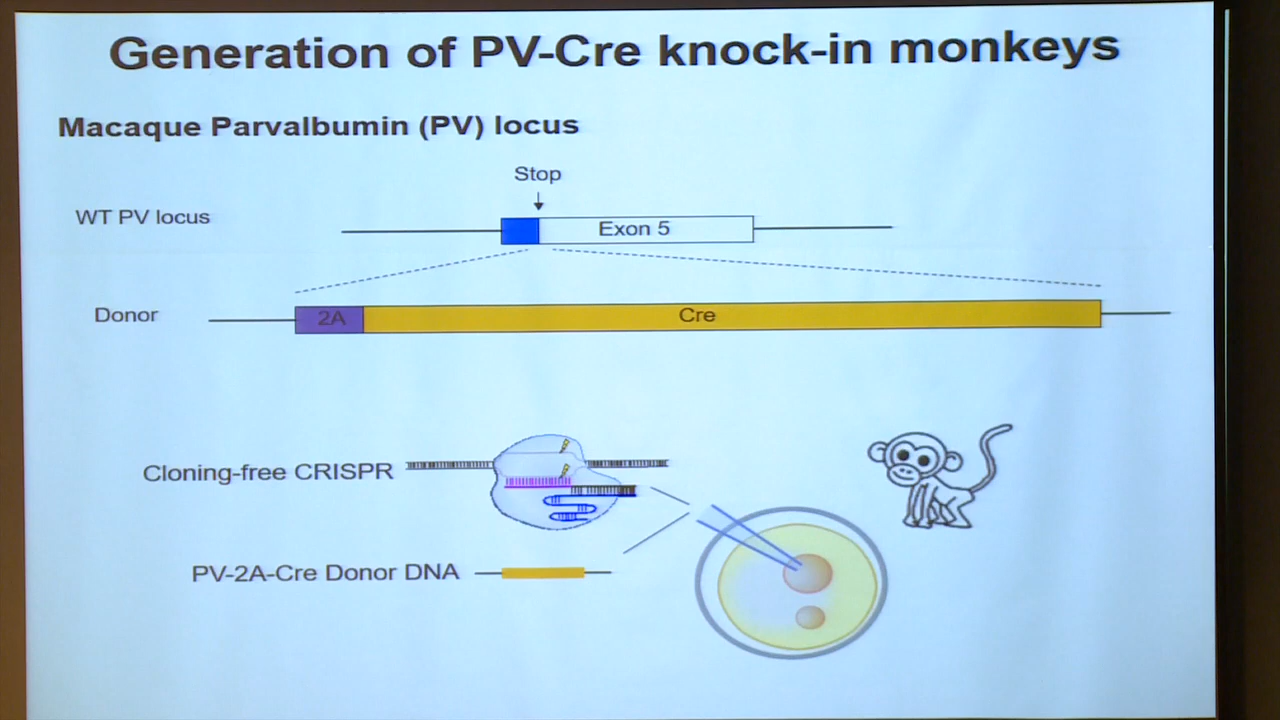 Generation of PV-Cre knock-in monkeys
Macaque Parvalbumin (PV) locus
Stop
WT PV locus
Exon 5
Donor
2A
Cre
Cloning-free CRISPR
PV-2A-Cre Donor DNA